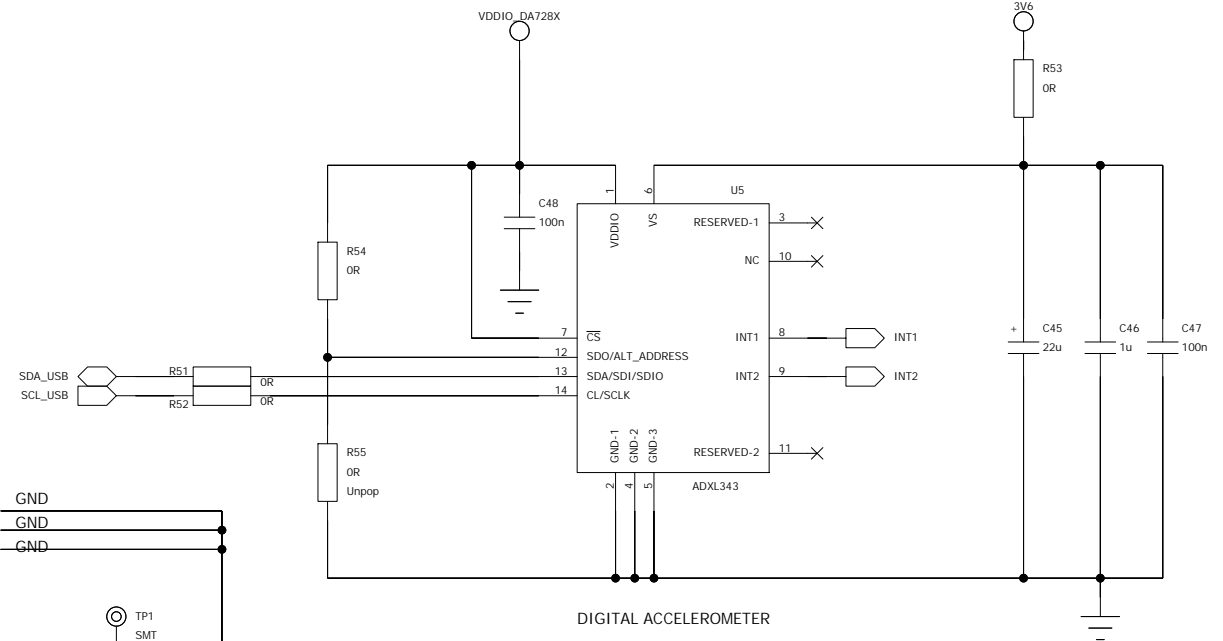 VDDIO_DA728X
3V6
R53
0R
U5
C48
100n
1
6
VDDIO
VS
RESERVED-1
3
NC
10
R54
0R
7
CS
INT1
8
INT1
12
SDO/ALT_ADDRESS
SDA_USB
R51
0R
13
SDA/SDI/SDIO
INT2
9
INT2
SCL_USB
R52
0R
14
CL/SCLK
+
C45
22u
C46
1u
C47
100n
R55
0R
Unpop
GND-1
GND-2
GND-3
RESERVED-2
11
2
4
5
ADXL343
GND
GND
GND
TP1
SMT
DIGITAL ACCELEROMETER